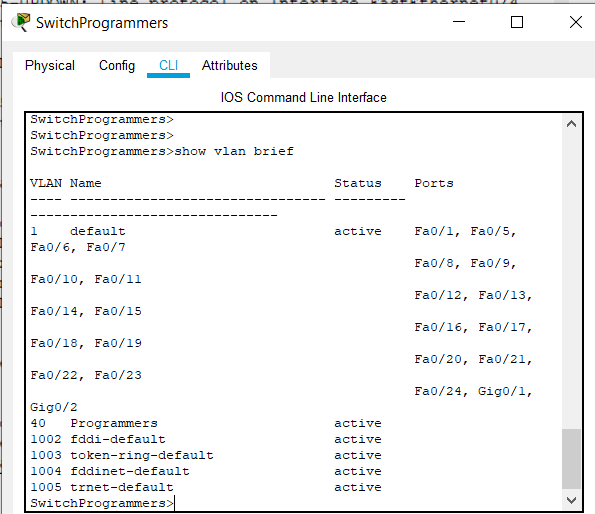 SwitchProgrammers
Physical Config CLI Attributes
IOS Command Line Interface
SwitchProgrammers>
SwitchProgrammers>
SwitchProgrammers>show vlan brief
VLAN Name                             Status    Ports
---- -------------------------------- --------- 
-------------------------------
1    default                          active    Fa0/1, Fa0/5, 
Fa0/6, Fa0/7
                                                Fa0/8, Fa0/9, 
Fa0/10, Fa0/11
                                                Fa0/12, Fa0/13, 
Fa0/14, Fa0/15
                                                Fa0/16, Fa0/17, 
Fa0/18, Fa0/19
                                                Fa0/20, Fa0/21, 
Fa0/22, Fa0/23
                                                Fa0/24, Gig0/1, 
Gig0/2
40   Programmers                      active    
1002 fddi-default                     active    
1003 token-ring-default               active    
1004 fddinet-default                  active    
1005 trnet-default                    active    
SwitchProgrammers>